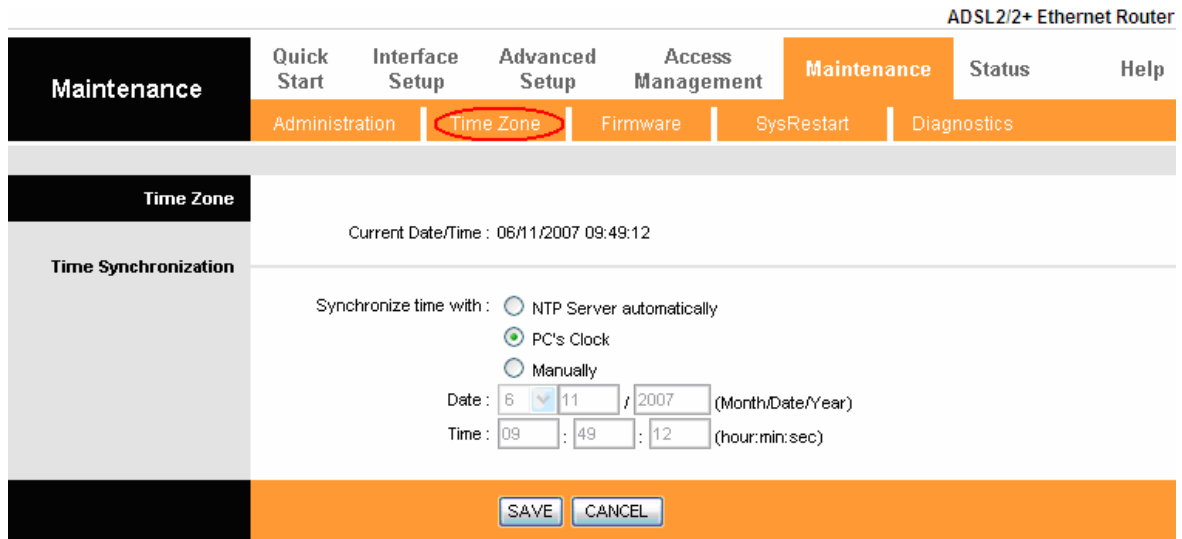 ADSL2/2+ Ethernet Router
Maintenance
Quick Start
Interface Setup
Advanced Setup
Access Management
Maintenance
Status
Help
Administration
Time Zone
Firmware
SysRestart
Diagnostics
Time Zone
Current Date/Time : 06/11/2007 09:49:12
Time Synchronization
Synchronize time with : NTP Server automatically
PC's Clock
Manually
Date : 6 11 / 2007 (Month/Date/Year)
Time : 09 : 49 : 12 (hour:min:sec)
SAVE CANCEL